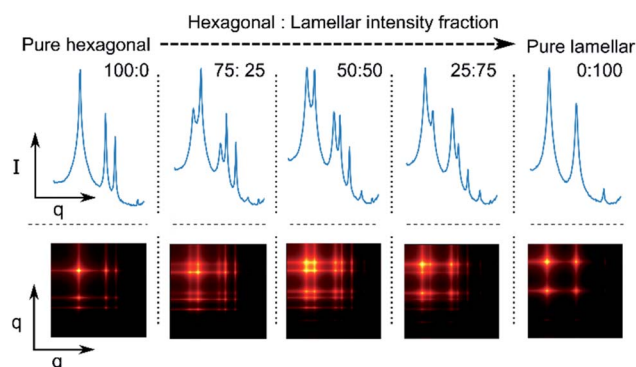 Hexagonal : Lamellar intensity fraction
Pure hexagonal
Pure lamellar
100:0
75: 25
50:50
25:75
0:100
I
q
q
q